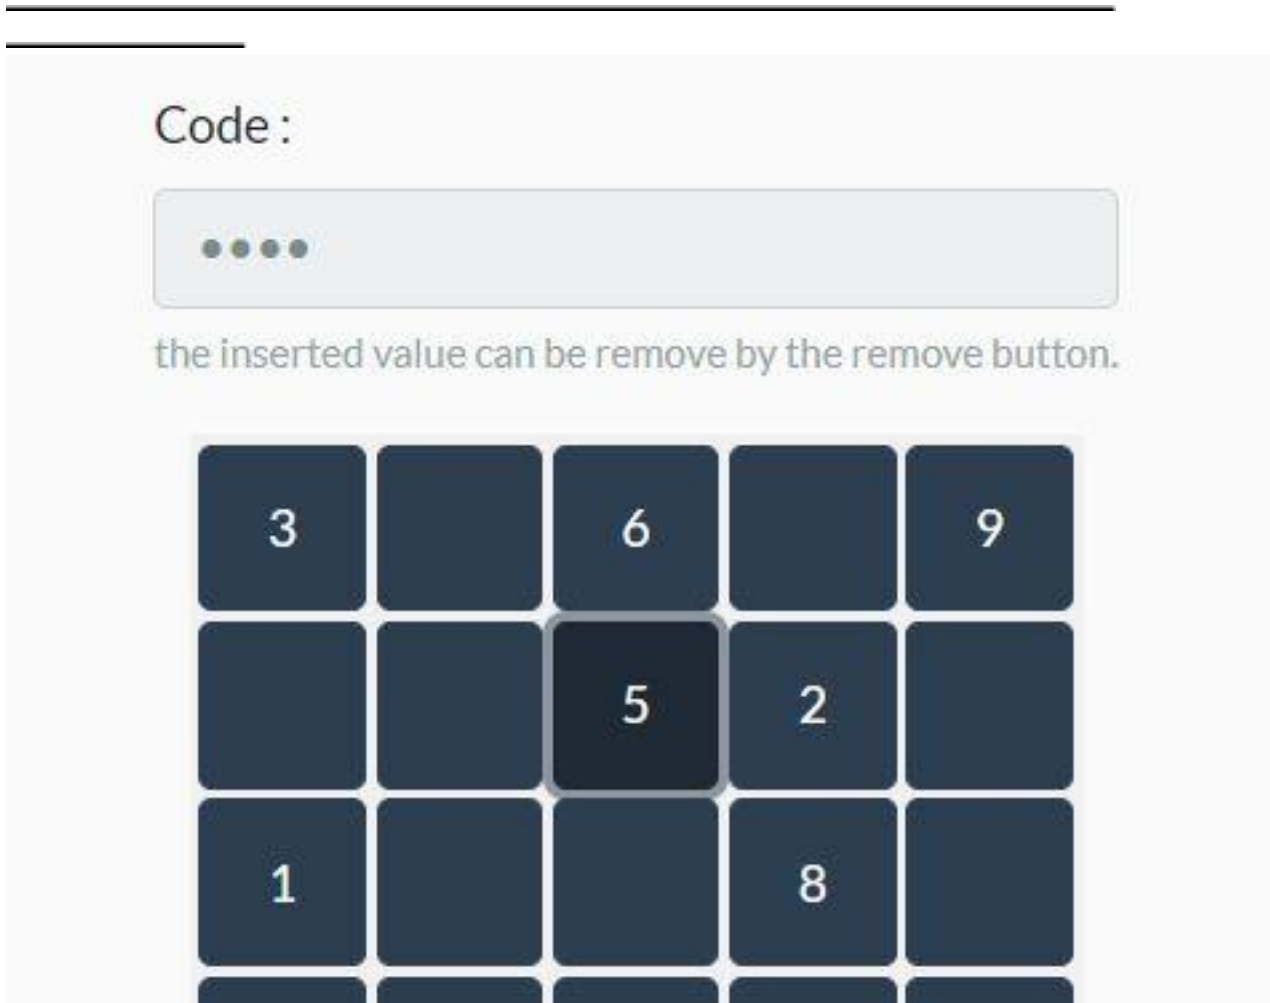 Code :
••••
the inserted value can be remove by the remove button.
3 6 9
5 2
1 8